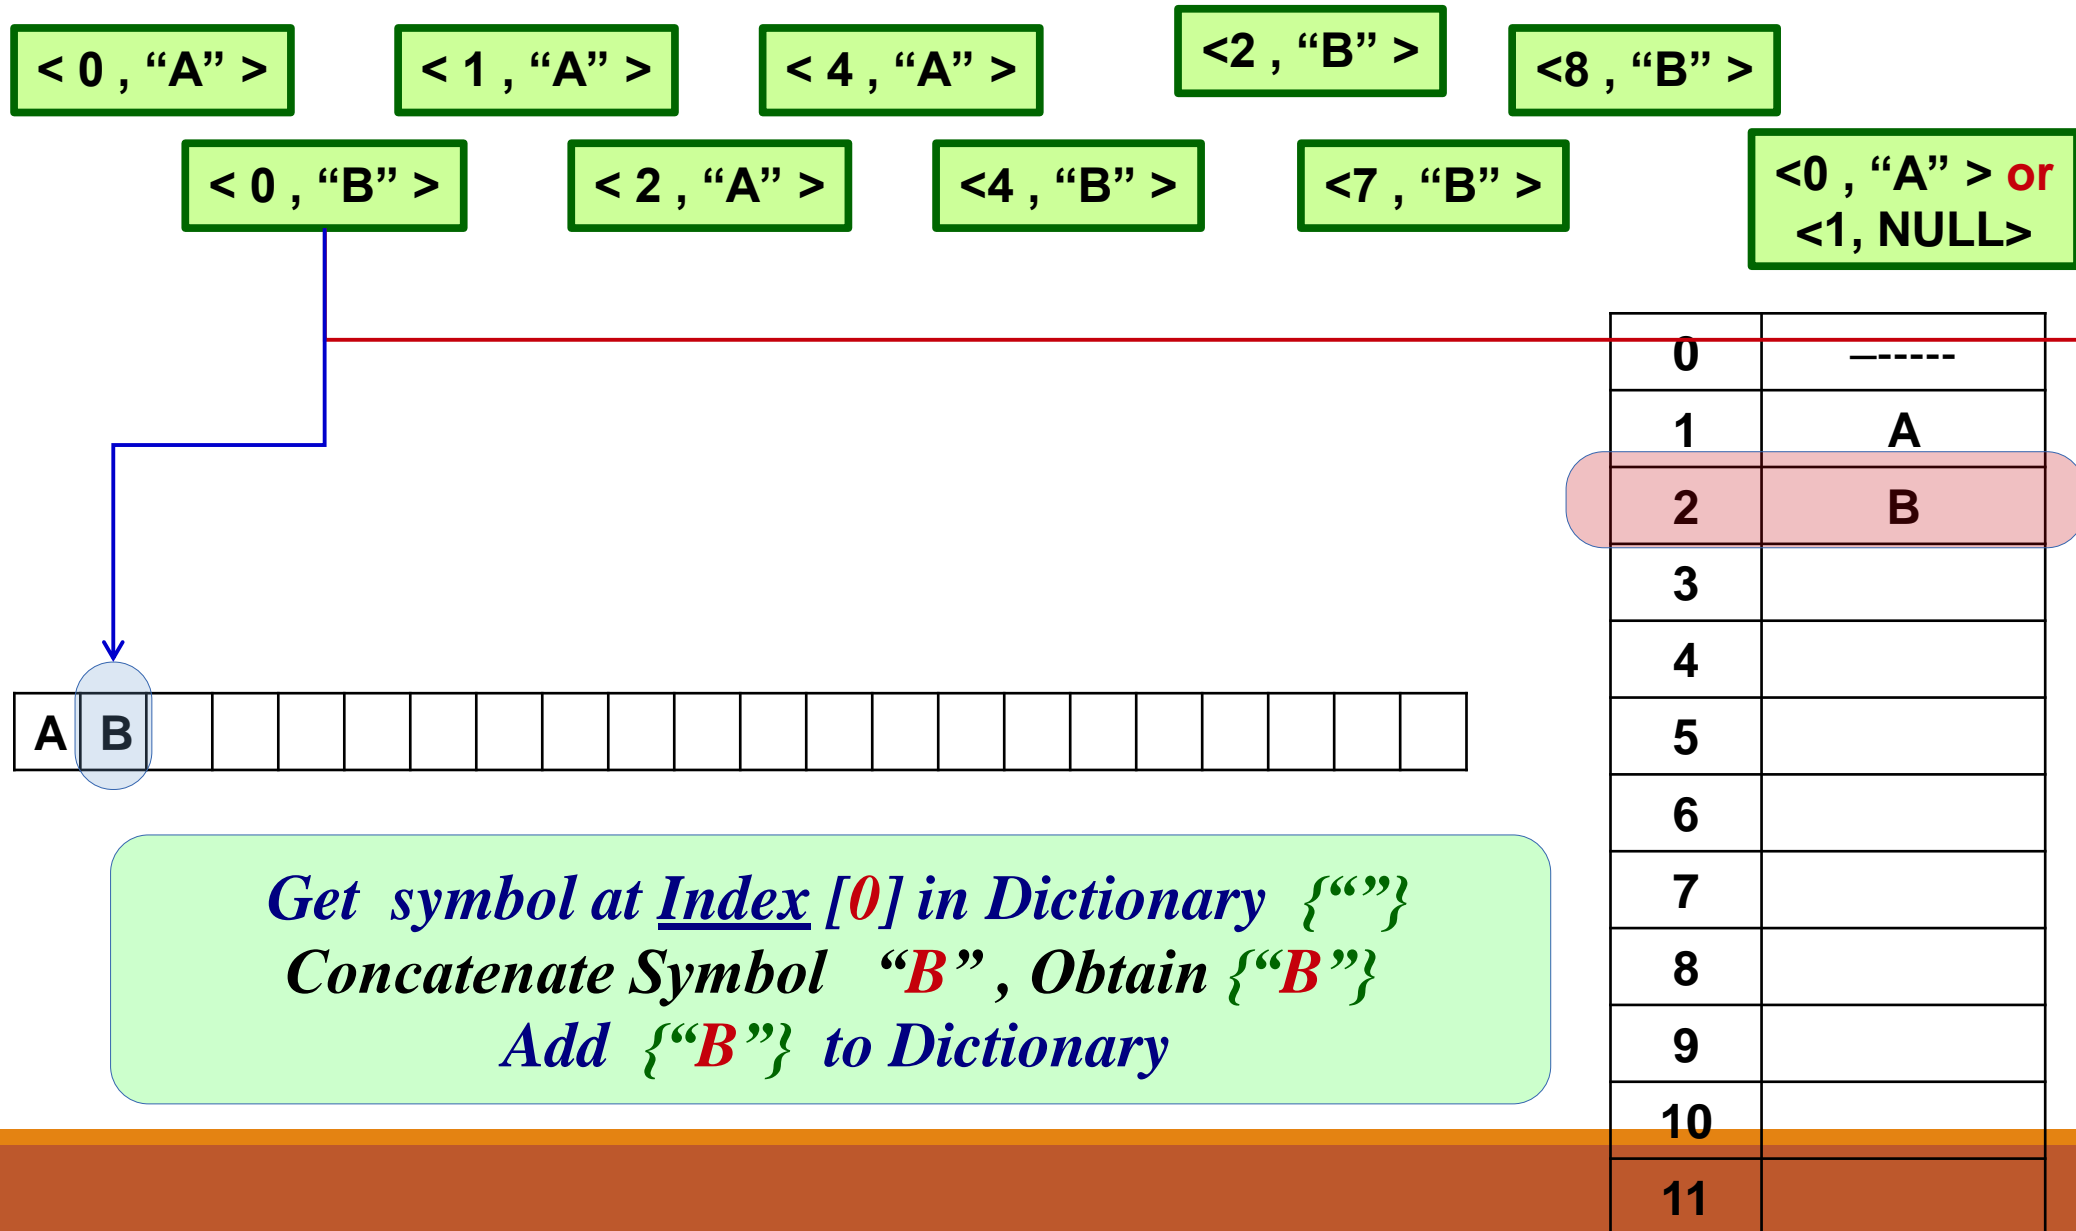 < 0 , “A” >
< 1 , “A” >
< 4 , “A” >
<2 , “B” >
<8 , “B” >
< 0 , “B” >
< 2 , “A” >
<4 , “B” >
<7 , “B” >
<0 , “A” > or
<1, NULL>
0 –-----
1 A
2 B
3
4
5
6
7
8
9
10
11
A B
Get symbol at Index [0] in Dictionary {“”}
Concatenate Symbol “B” , Obtain {“B”}
Add {“B”} to Dictionary